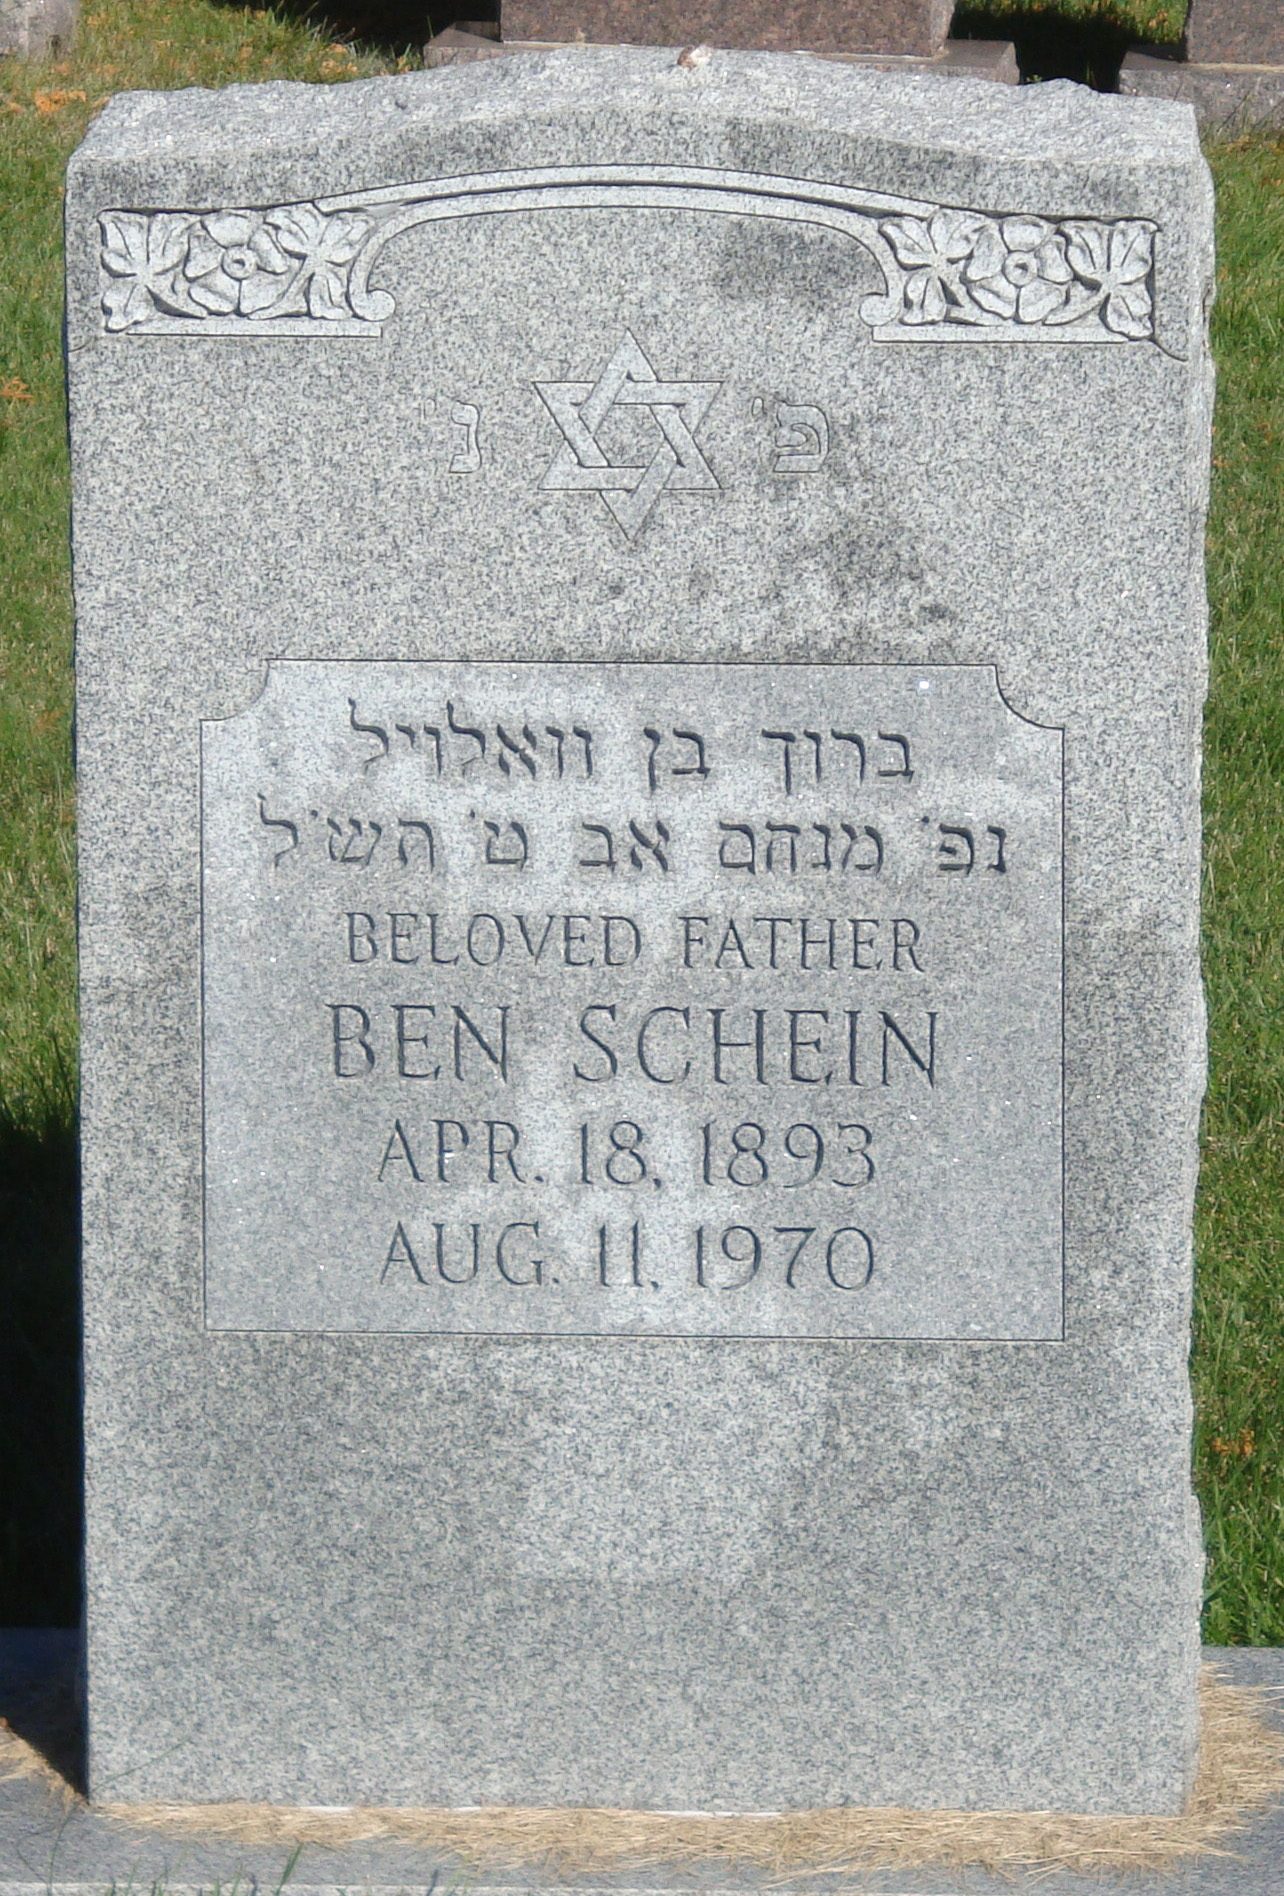 פ' נ'
ברוך בן וואלויל
נפ' מנחם אב ט' תש'ל
BELOVED FATHER
BEN SCHEIN
APR. 18, 1893
AUG. 11, 1970